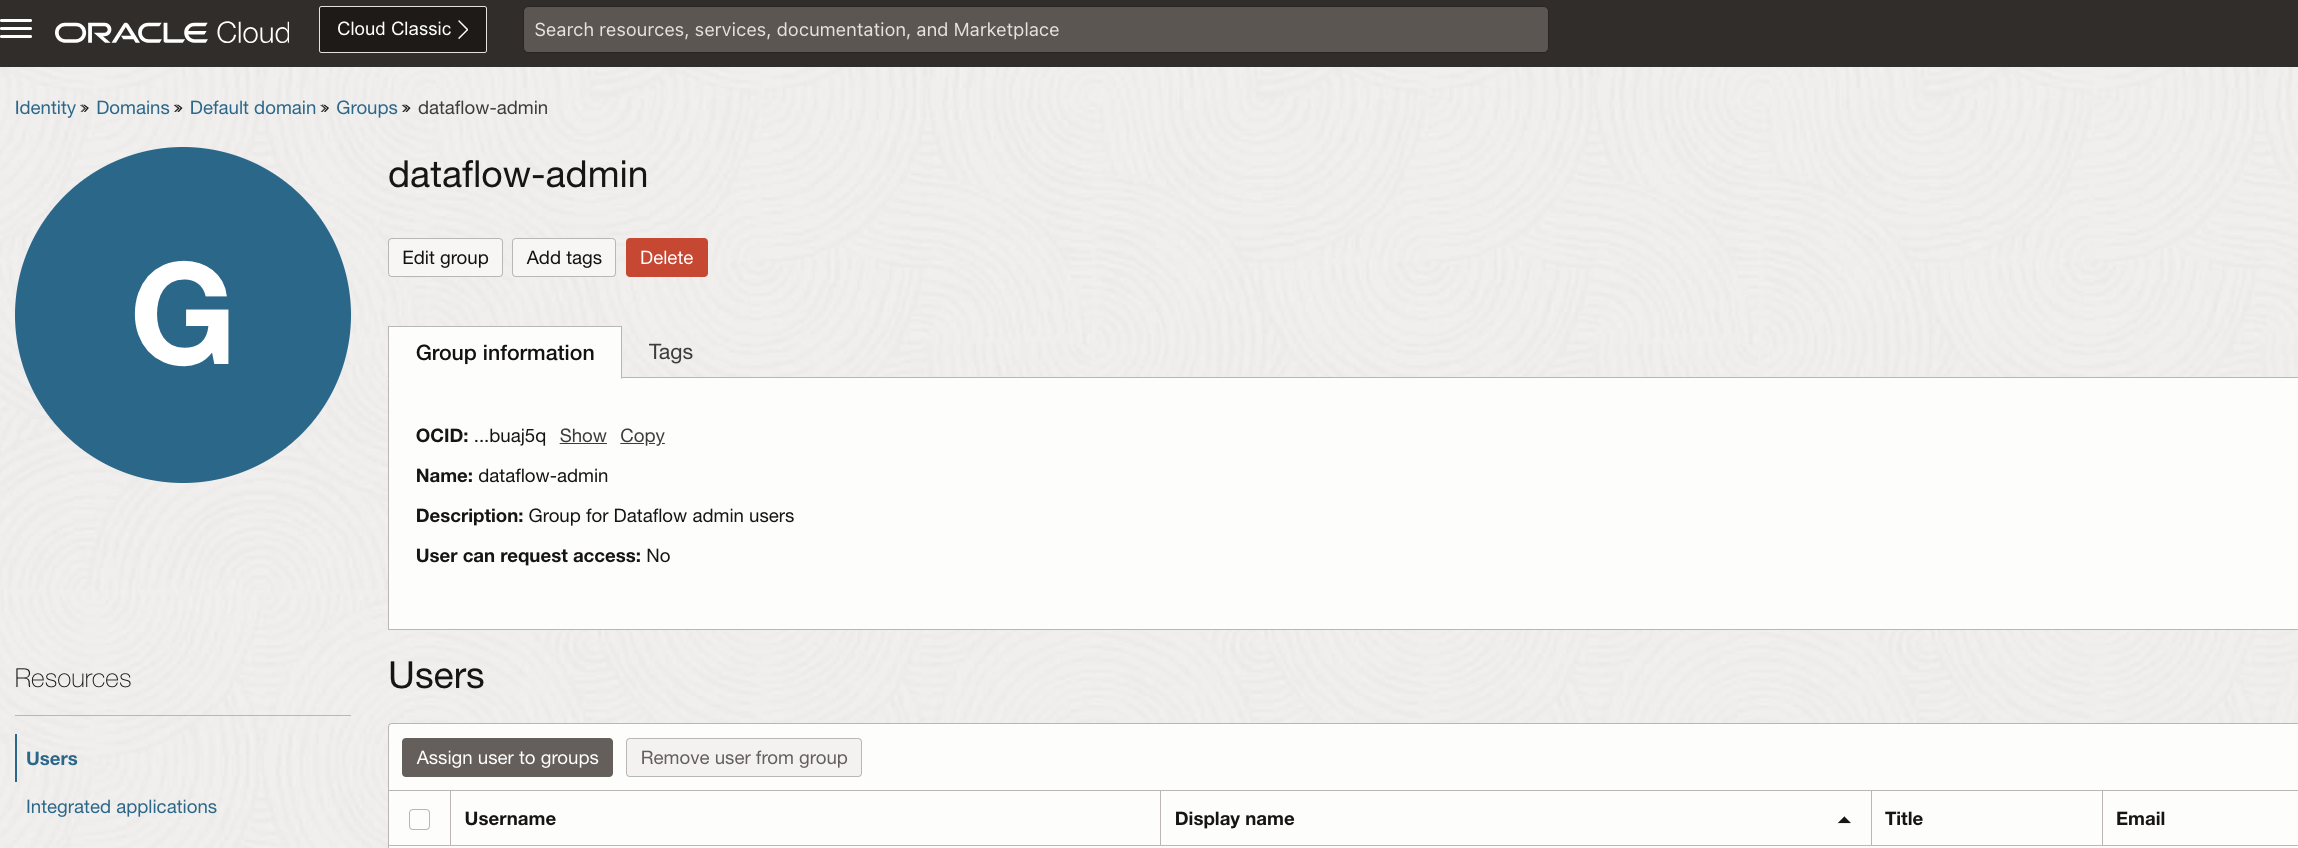 ORACLE Cloud Cloud Classic Search resources, services, documentation, and Marketplace
Identity » Domains » Default domain » Groups » dataflow-admin
G
dataflow-admin
Edit group Add tags Delete
Group information Tags
OCID: ...buaj5q Show Copy
Name: dataflow-admin
Description: Group for Dataflow admin users
User can request access: No
Resources
Users
Integrated applications
Users
Assign user to groups Remove user from group
Username Display name Title Email